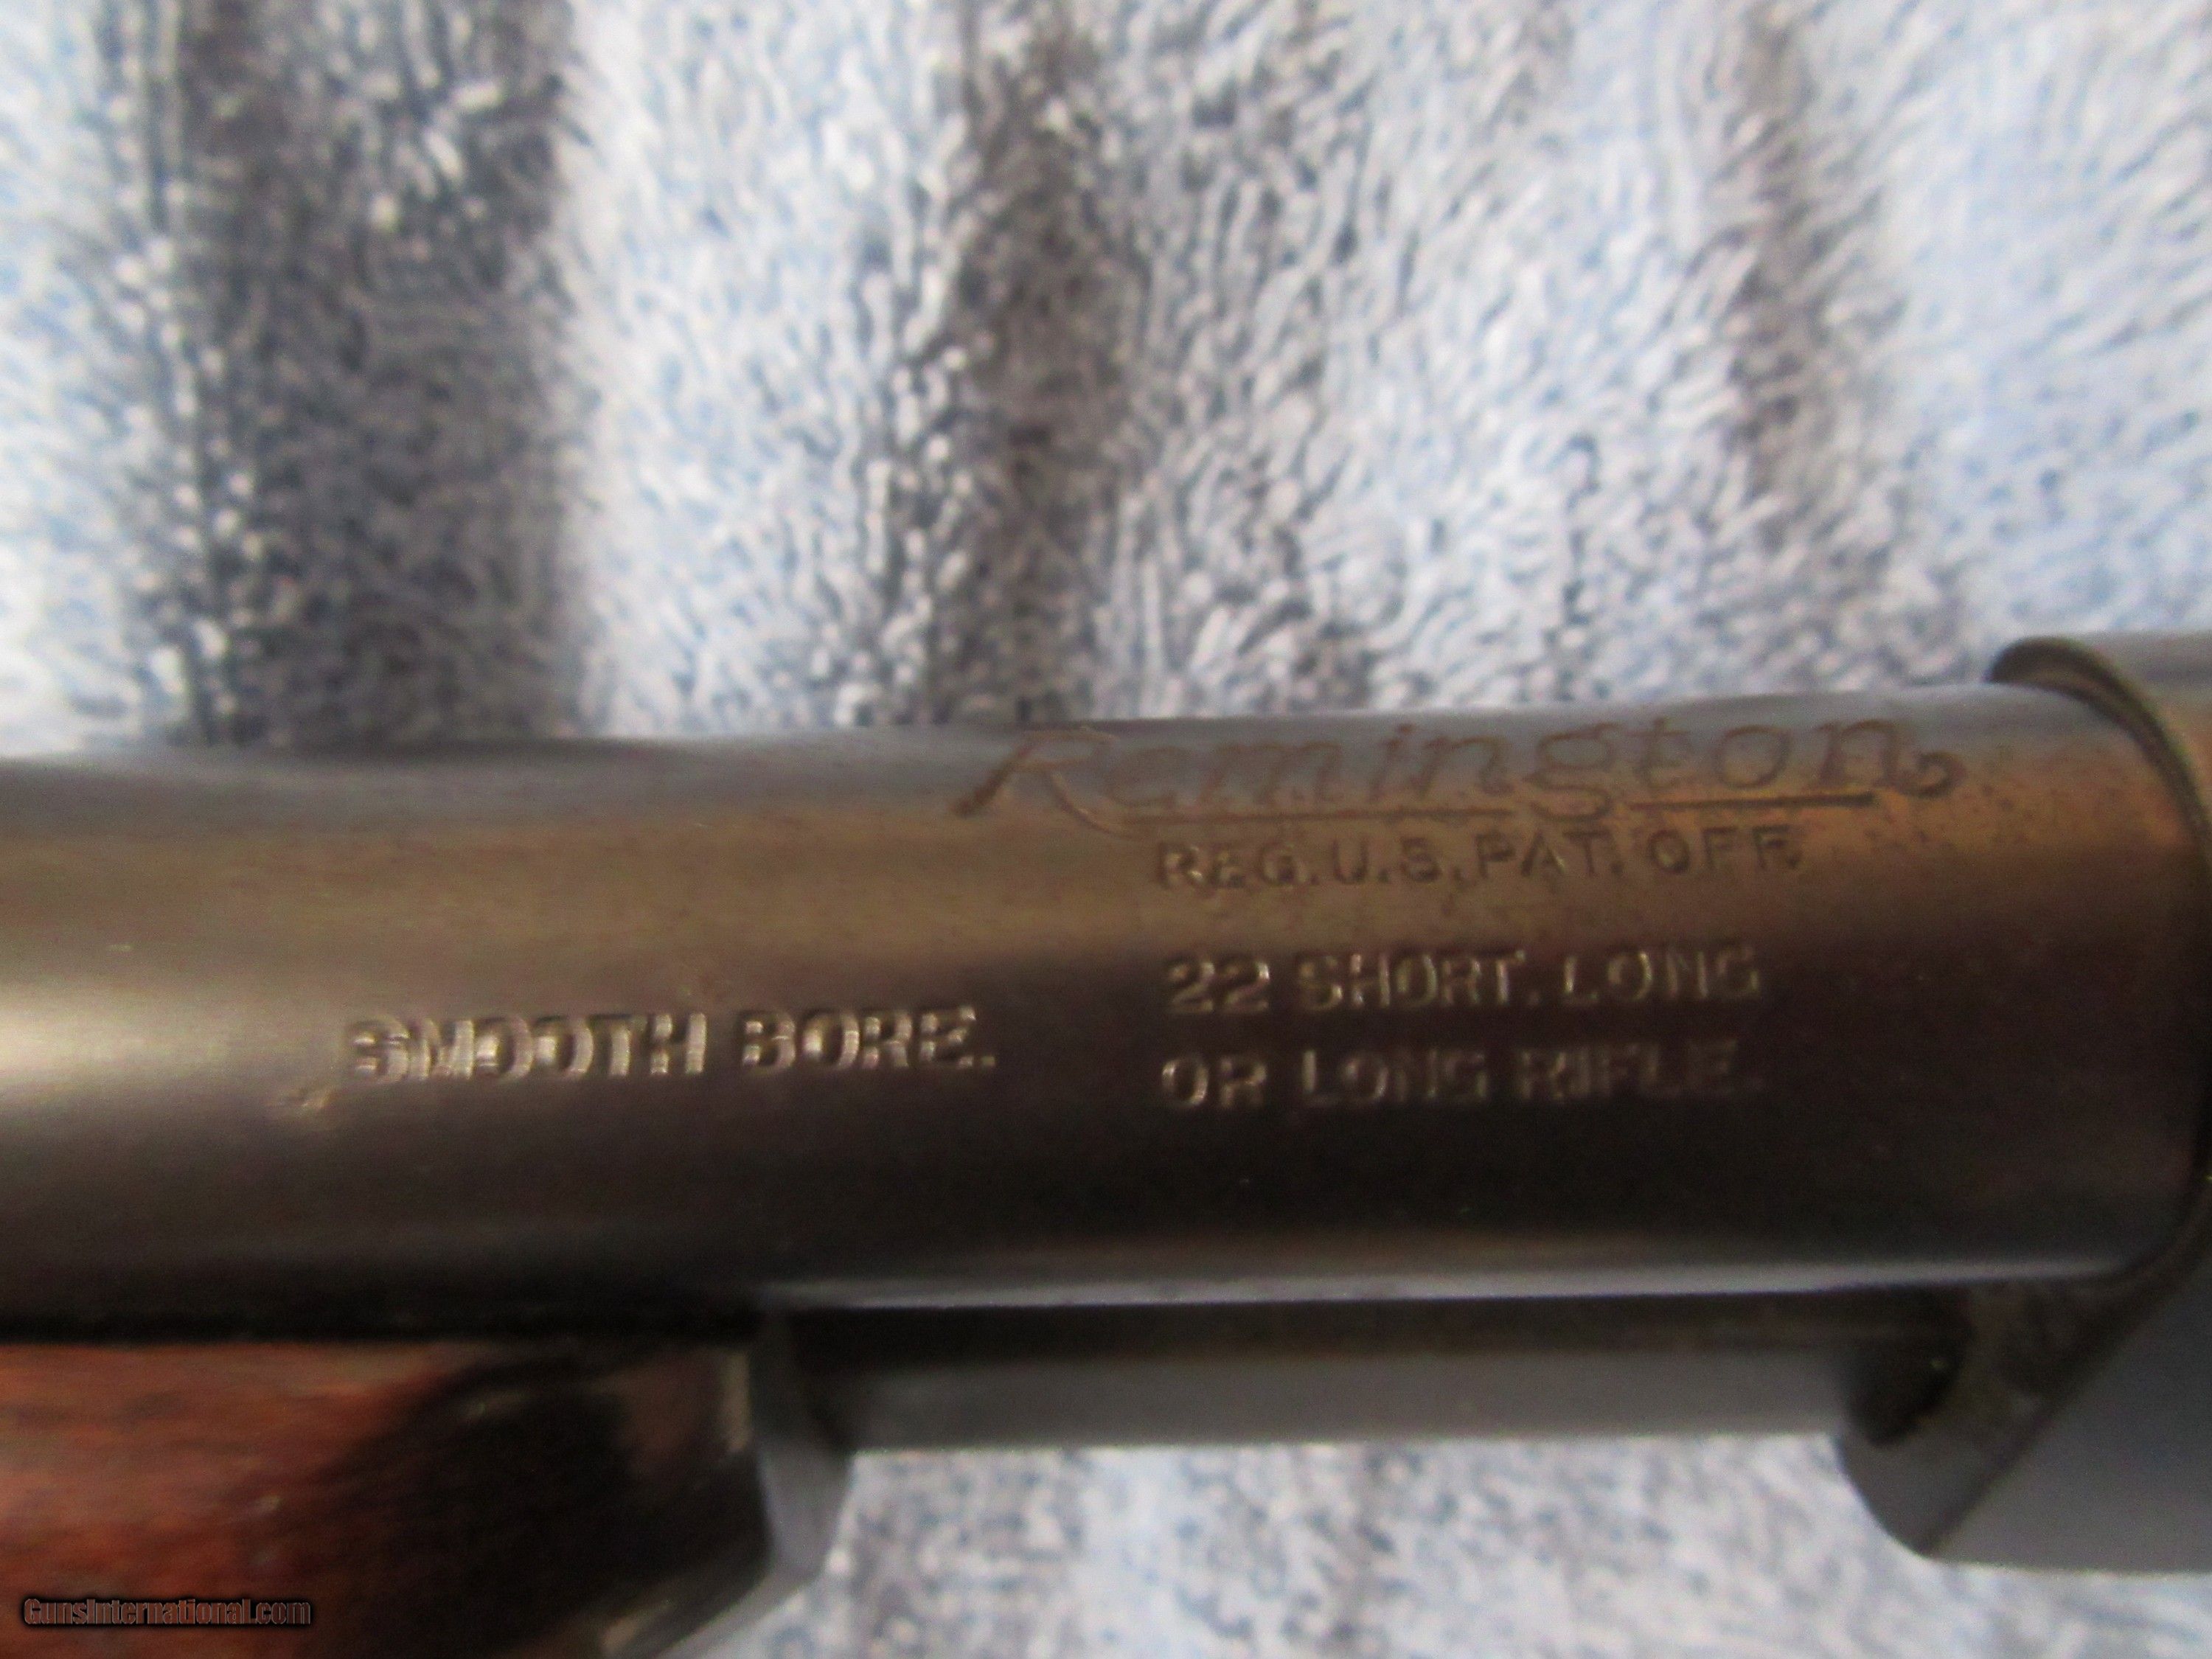 Remington
REG. U.S. PAT. OFF.
SMOOTH BORE.
22 SHORT. LONG
OR LONG RIFLE.
GunsInternational.com